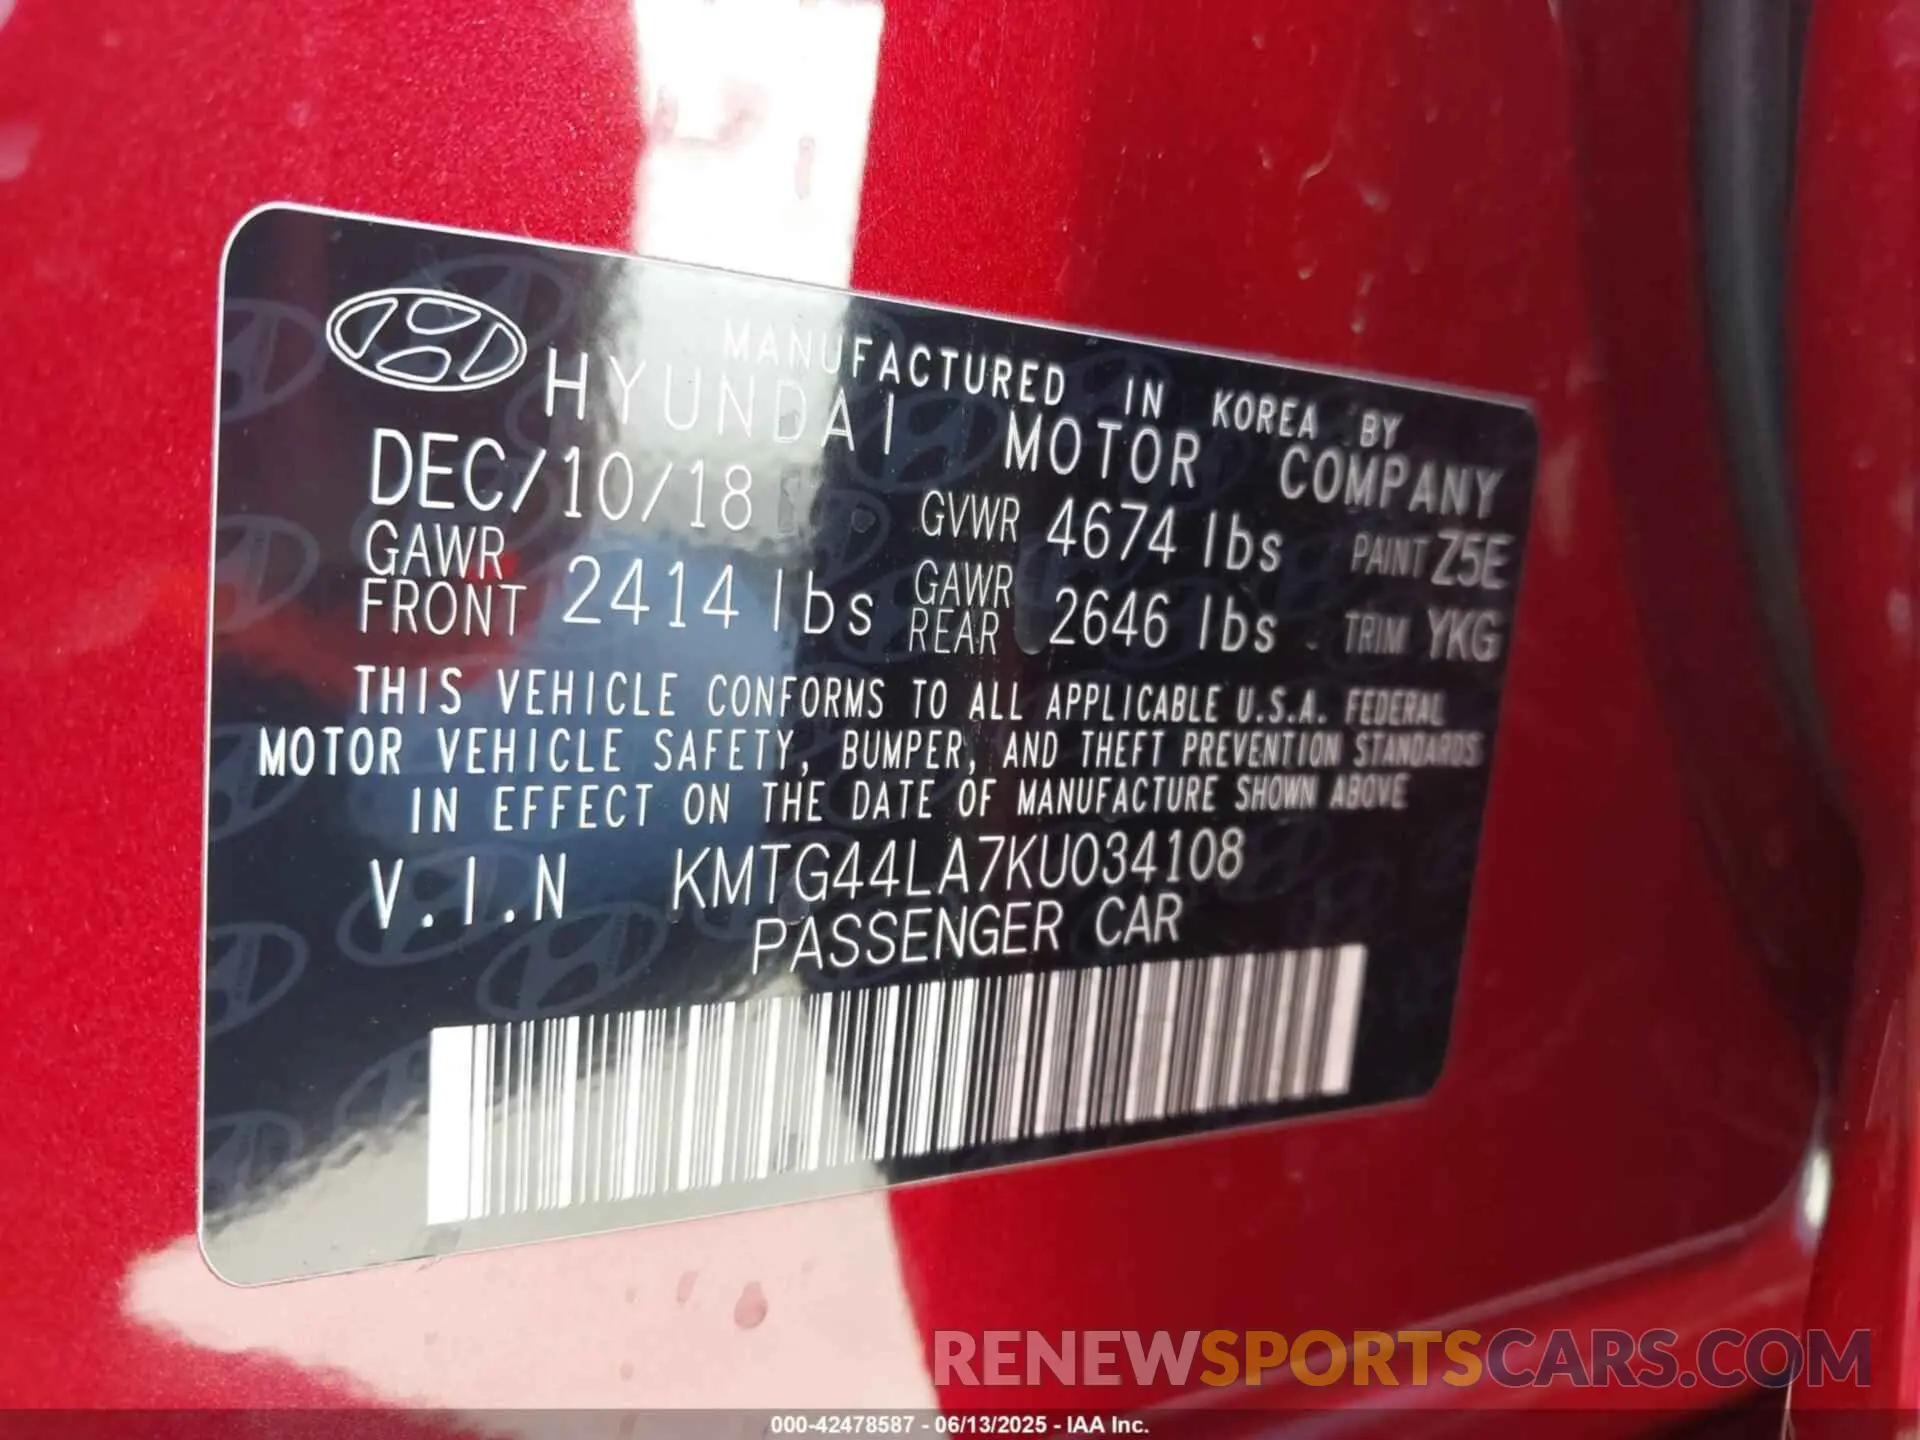 MANUFACTURED IN KOREA BY
HYUNDAI MOTOR COMPANY
DEC/10/18 GVWR 4674 lbs PAINT Z5E
GAWR FRONT 2414 lbs GAWR REAR 2646 lbs TRIM YKG
THIS VEHICLE CONFORMS TO ALL APPLICABLE U.S.A. FEDERAL
MOTOR VEHICLE SAFETY, BUMPER, AND THEFT PREVENTION STANDARDS
IN EFFECT ON THE DATE OF MANUFACTURE SHOWN ABOVE
V.I.N KMTG44LA7KU034108
PASSENGER CAR
RENEWSPORTSCARS.COM
000-42478587 - 06/13/2025 - IAA Inc.